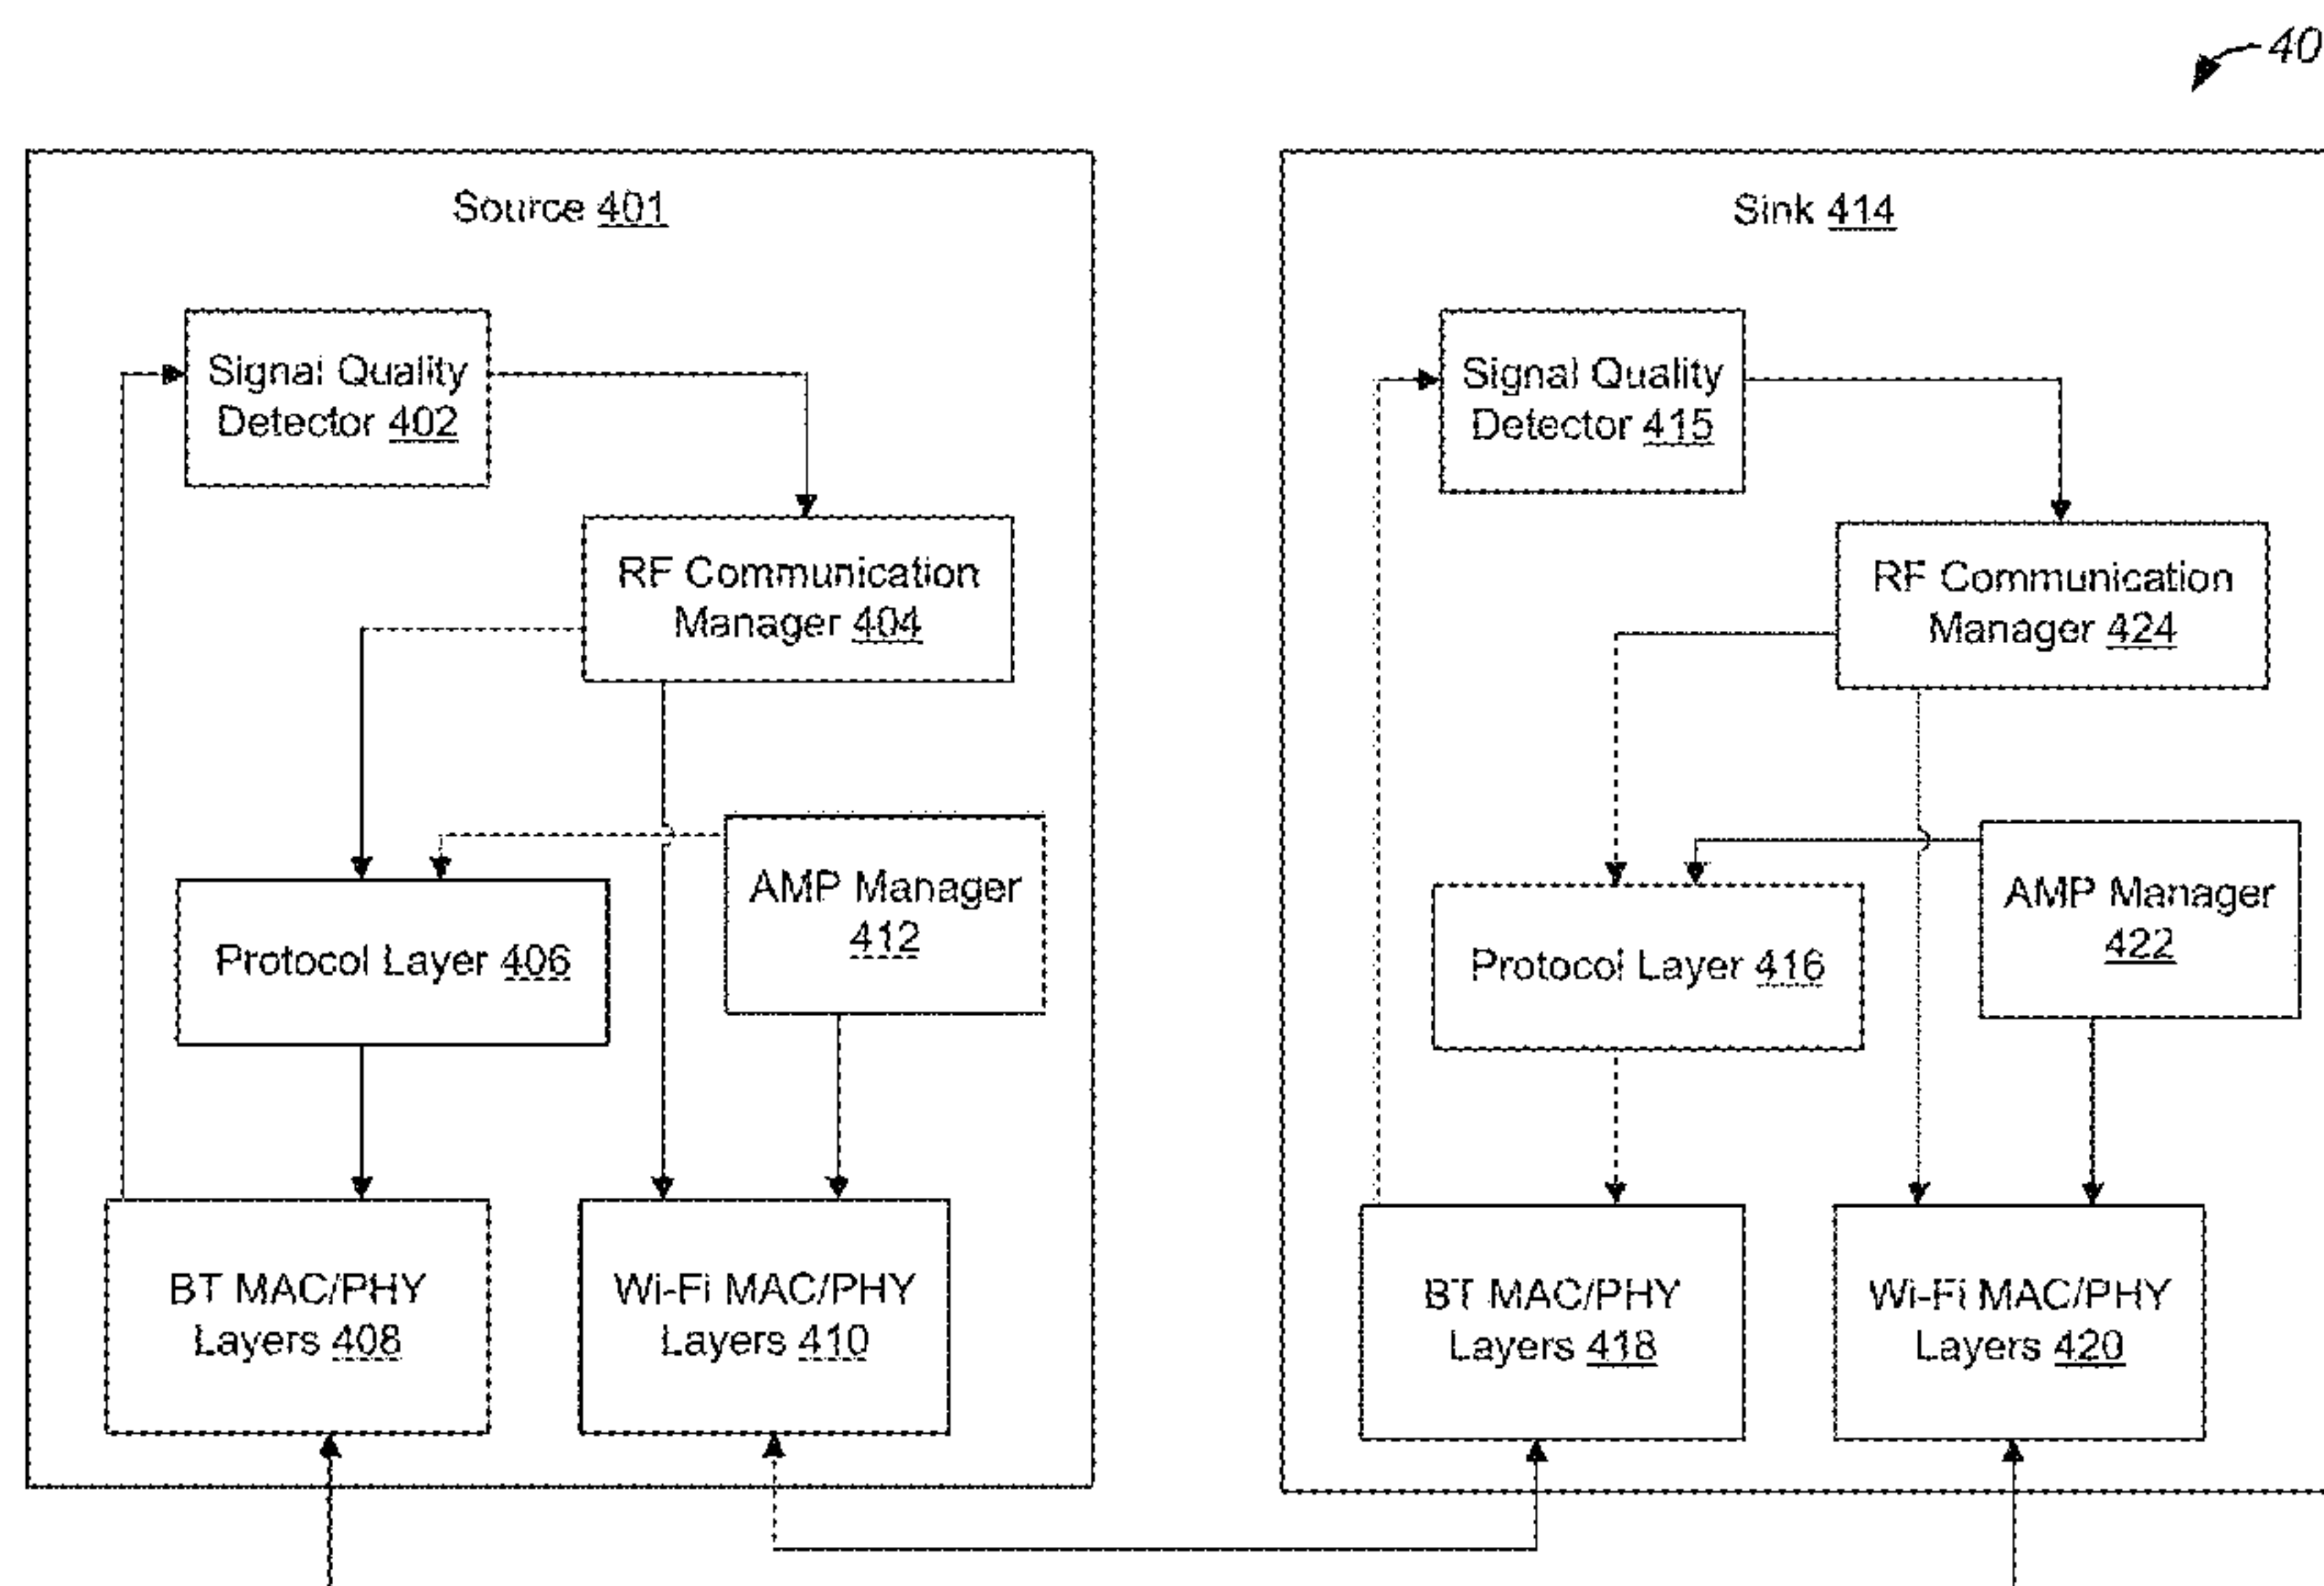 40
Source 401
Signal Quality
Detector 402
RF Communication
Manager 404
AMP Manager
412
Protocol Layer 406
BT MAC/PHY
Layers 408
Wi-Fi MAC/PHY
Layers 410
Sink 414
Signal Quality
Detector 415
RF Communication
Manager 424
AMP Manager
422
Protocol Layer 416
BT MAC/PHY
Layers 418
Wi-Fi MAC/PHY
Layers 420